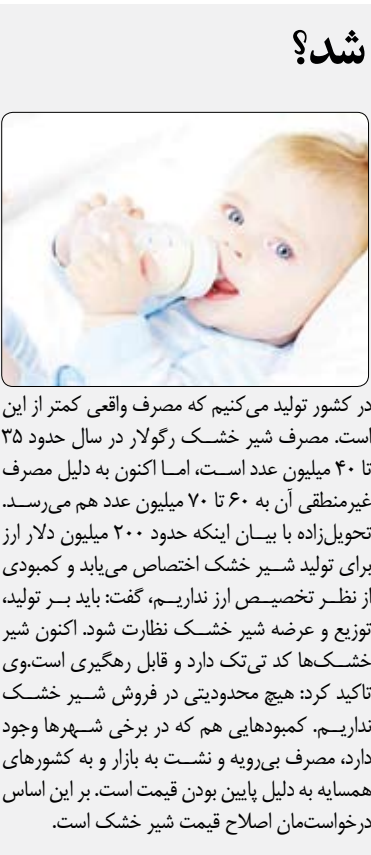 شد؟
در کشور تولید می‌کنیم که مصرف واقعی کمتر از این
است. مصرف شیر خشک رگولار در سال حدود ۳۵
تا ۴۰ میلیون عدد است، اما اکنون به دلیل مصرف
غیرمنطقی آن به ۶۰ تا ۷۰ میلیون عدد هم می‌رسد.
تحویل‌زاده با بیان اینکه حدود ۲۰۰ میلیون دلار ارز
برای تولید شیر خشک اختصاص می‌یابد و کمبودی
از نظر تخصیص ارز نداریم، گفت: باید بر تولید،
توزیع و عرضه شیر خشک نظارت شود. اکنون شیر
خشک‌ها کد تی‌تک دارد و قابل رهگیری است.وی
تاکید کرد: هیچ محدودیتی در فروش شیر خشک
نداریم. کمبودهایی هم که در برخی شهرها وجود
دارد، مصرف بی‌رویه و نشت به بازار و به کشورهای
همسایه به دلیل پایین بودن قیمت است. بر این اساس
درخواست‌مان اصلاح قیمت شیر خشک است.